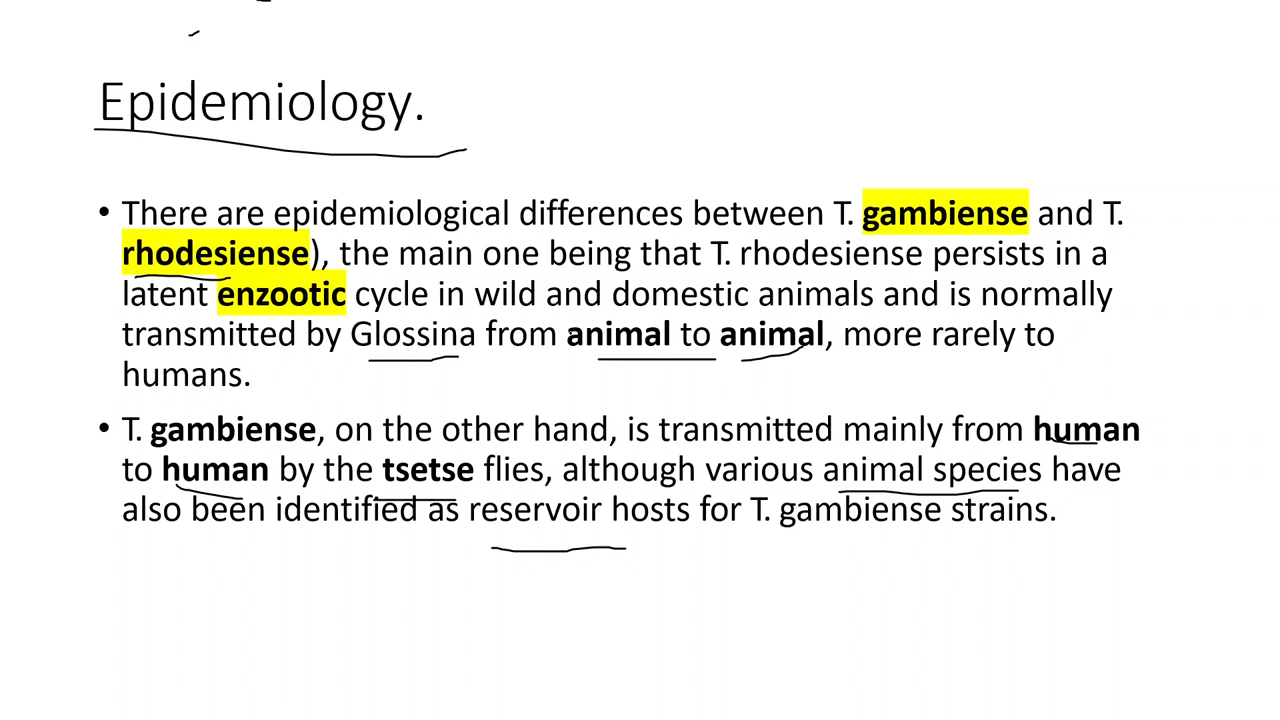 Epidemiology.
• There are epidemiological differences between T. gambiense and T.
rhodesiense), the main one being that T. rhodesiense persists in a
latent enzootic cycle in wild and domestic animals and is normally
transmitted by Glossina from animal to animal, more rarely to
humans.
• T. gambiense, on the other hand, is transmitted mainly from human
to human by the tsetse flies, although various animal species have
also been identified as reservoir hosts for T. gambiense strains.